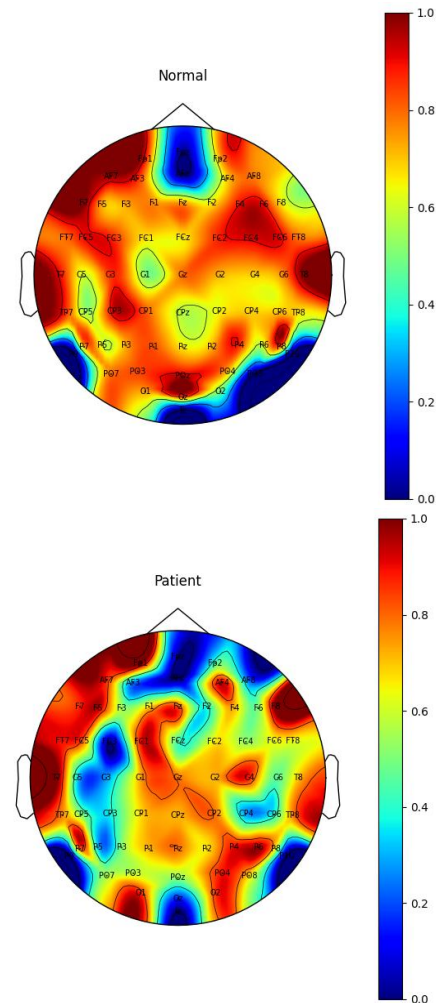 Normal
1.0
0.8
0.6
0.4
0.2
0.0
Fp1 Fp2
AF7 AF3 AF4 AF8
F7 F5 F3 F1 Fz F2 F4 F6 F8
FT7 FC5 FC3 FC1 FCz FC2 FC4 FC6 FT8
T7 C5 C3 C1 Cz C2 C4 C6 T8
TP7 CP5 CP3 CP1 CPz CP2 CP4 CP6 TP8
P7 P5 P3 P1 Pz P2 P4 P6 P8
PO7 PO3 POz PO4
O1 Oz O2
Patient
1.0
0.8
0.6
0.4
0.2
0.0
Fp1 Fp2
AF7 AF3 AF4 AF8
F7 F5 F3 F1 Fz F2 F4 F6 F8
FT7 FC5 FC3 FC1 FCz FC2 FC4 FC6 FT8
T7 C5 C3 C1 Cz C2 C4 C6 T8
TP7 CP5 CP3 CP1 CPz CP2 CP4 CP6 TP8
P7 P5 P3 P1 Pz P2 P4 P6 P8
PO7 PO3 POz PO4 PO8
O1 Oz O2